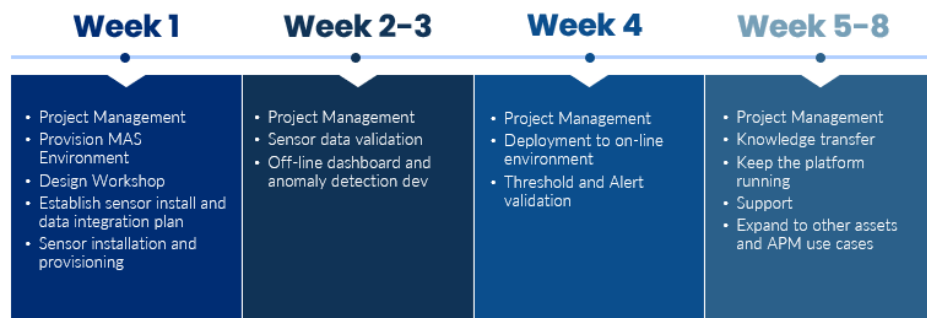 Week 1
• Project Management
• Provision MAS
Environment
• Design Workshop
• Establish sensor install and
data integration plan
• Sensor installation and
provisioning
Week 2–3
• Project Management
• Sensor data validation
• Off-line dashboard and
anomaly detection dev
Week 4
• Project Management
• Deployment to on-line
environment
• Threshold and Alert
validation
Week 5–8
• Project Management
• Knowledge transfer
• Keep the platform
running
• Support
• Expand to other assets
and APM use cases